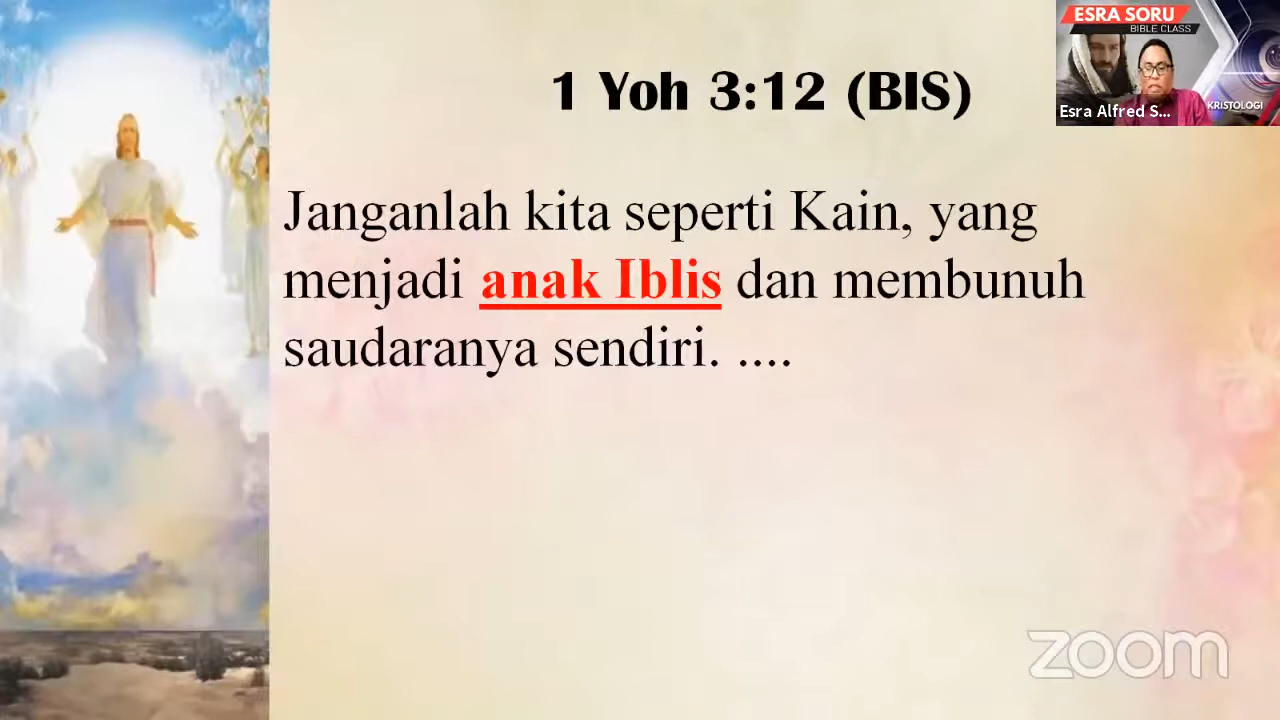 1 Yoh 3:12 (BIS)
ESRA SORU
BIBLE CLASS
KRISTOLOGI
Esra Alfred S...
Janganlah kita seperti Kain, yang
menjadi anak Iblis dan membunuh
saudaranya sendiri. ....
zoom